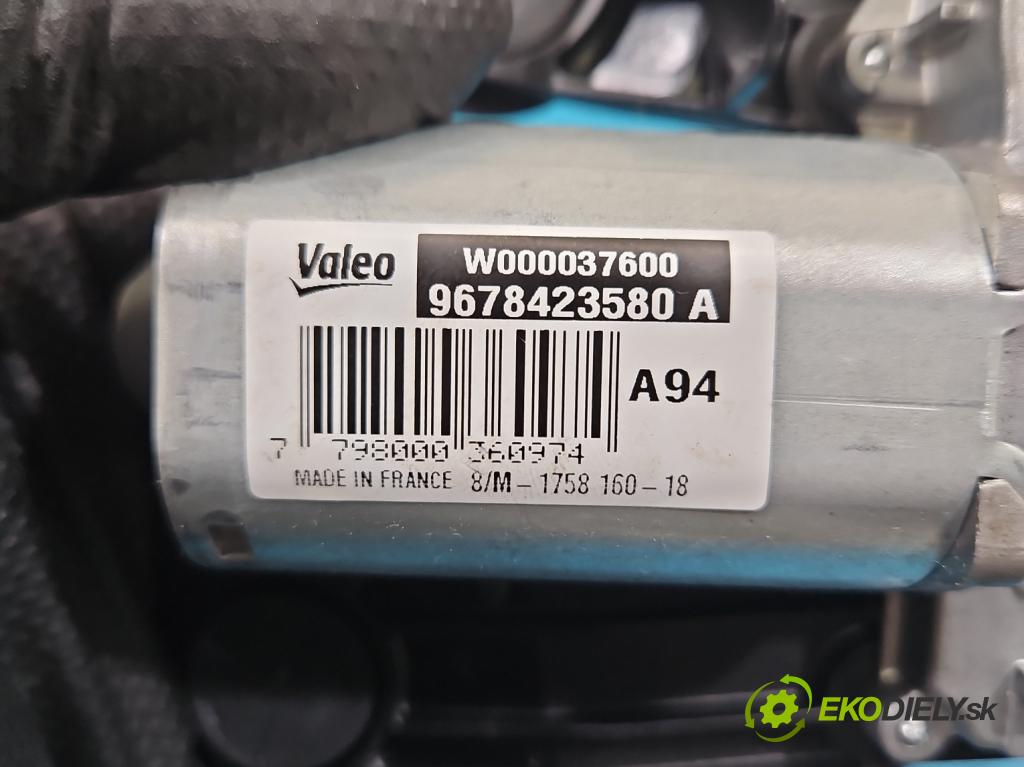 Valeo
W000037600
9678423580 A
A94
7 798000 360974
MADE IN FRANCE 8/M-1758 160-18
EKODIELY.sk